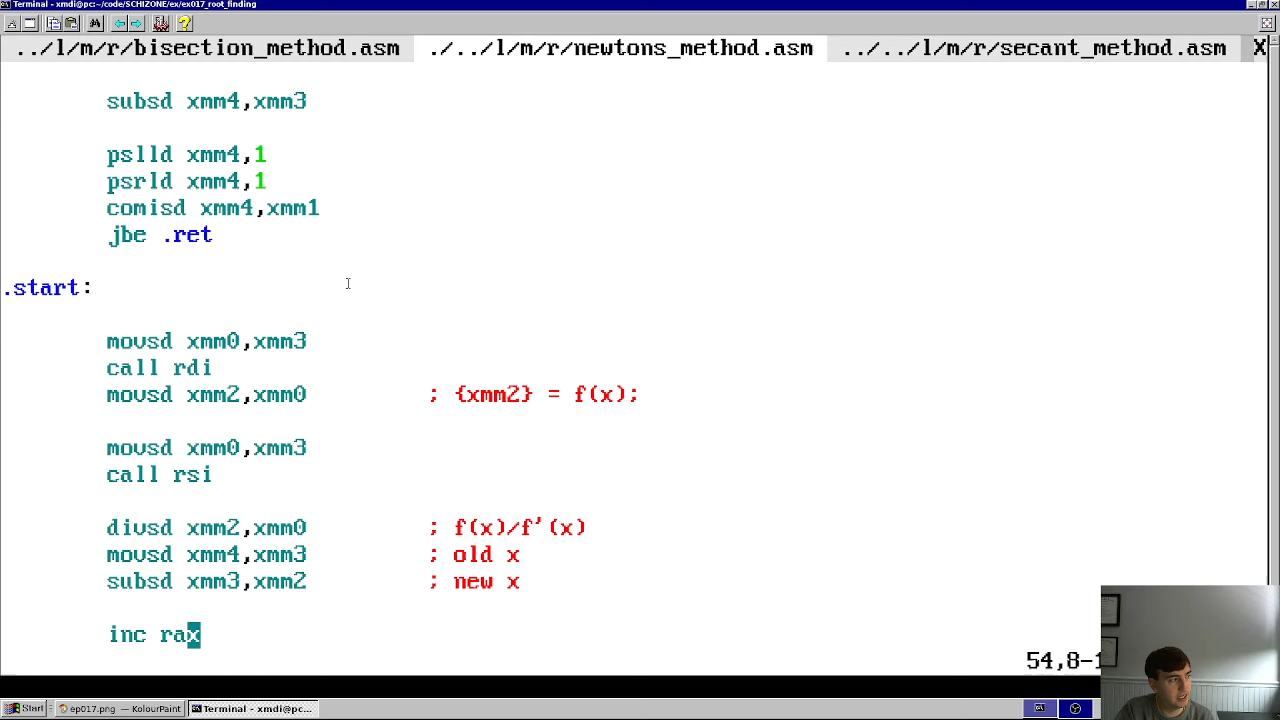 Terminal - xmdi@pc:~/code/SCHIZONE/ex/ex017_root_finding
../l/m/r/bisection_method.asm ./../l/m/r/newtons_method.asm ../../l/m/r/secant_method.asm X
subsd xmm4,xmm3
pslld xmm4,1
psrld xmm4,1
comisd xmm4,xmm1
jbe .ret
.start:
movsd xmm0,xmm3
call rdi
movsd xmm2,xmm0 ; {xmm2} = f(x);
movsd xmm0,xmm3
call rsi
divsd xmm2,xmm0 ; f(x)/f'(x)
movsd xmm4,xmm3 ; old x
subsd xmm3,xmm2 ; new x
inc rax
54,8-1
Start ep017.png — KolourPaint Terminal - xmdi@pc...